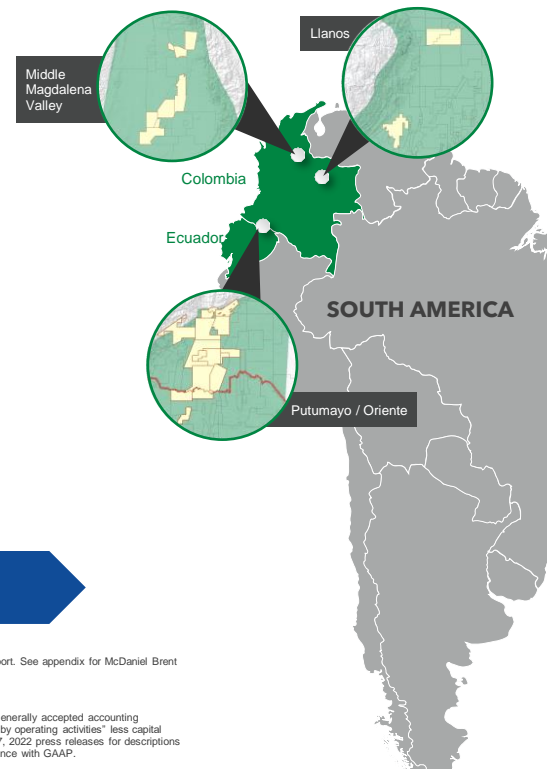 Llanos
Middle
Magdalena
Valley
Colombia
Ecuador
SOUTH AMERICA
Putumayo / Oriente
port. See appendix for McDaniel Brent
enerally accepted accounting
by operating activities” less capital
7, 2022 press releases for descriptions
nce with GAAP.